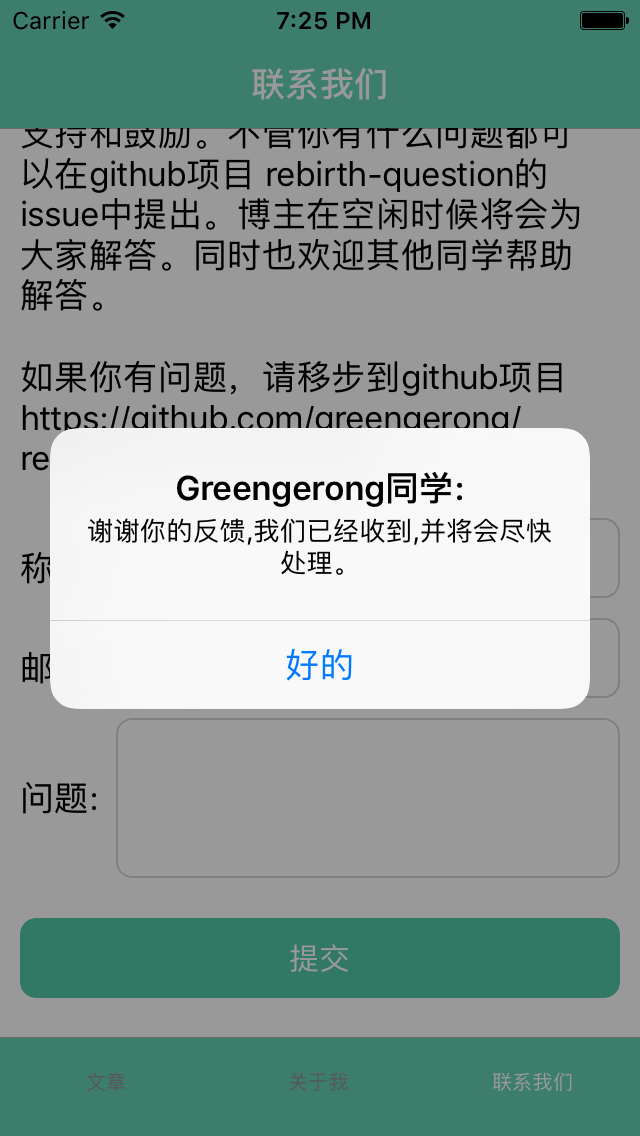 Carrier 7:25 PM
联系我们
支持和鼓励。不管你有什么问题都可
以在github项目 rebirth-question的
issue中提出。博主在空闲时候将会为
大家解答。同时也欢迎其他同学帮助
解答。
如果你有问题，请移步到github项目
https://github.com/greengerong/
re
Greengerong同学:
谢谢你的反馈,我们已经收到,并将会尽快
处理。
称
好的
邮
问题:
提交
文章 关于我 联系我们